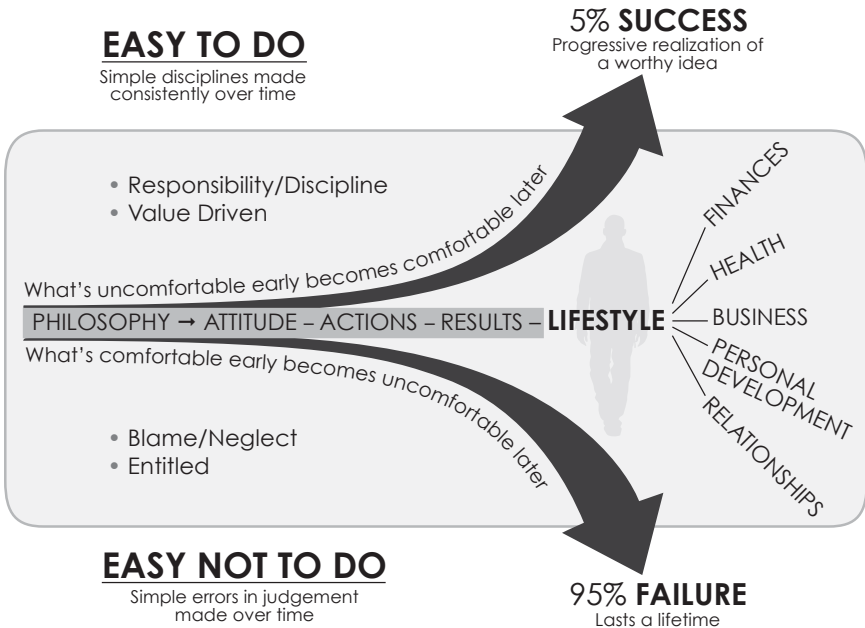 EASY TO DO
Simple disciplines made
consistently over time
5% SUCCESS
Progressive realization of
a worthy idea
• Responsibility/Discipline
• Value Driven
What's uncomfortable early becomes comfortable later
PHILOSOPHY → ATTITUDE – ACTIONS – RESULTS – LIFESTYLE
What's comfortable early becomes uncomfortable later
FINANCES
HEALTH
BUSINESS
PERSONAL
DEVELOPMENT
RELATIONSHIPS
• Blame/Neglect
• Entitled
EASY NOT TO DO
Simple errors in judgement
made over time
95% FAILURE
Lasts a lifetime